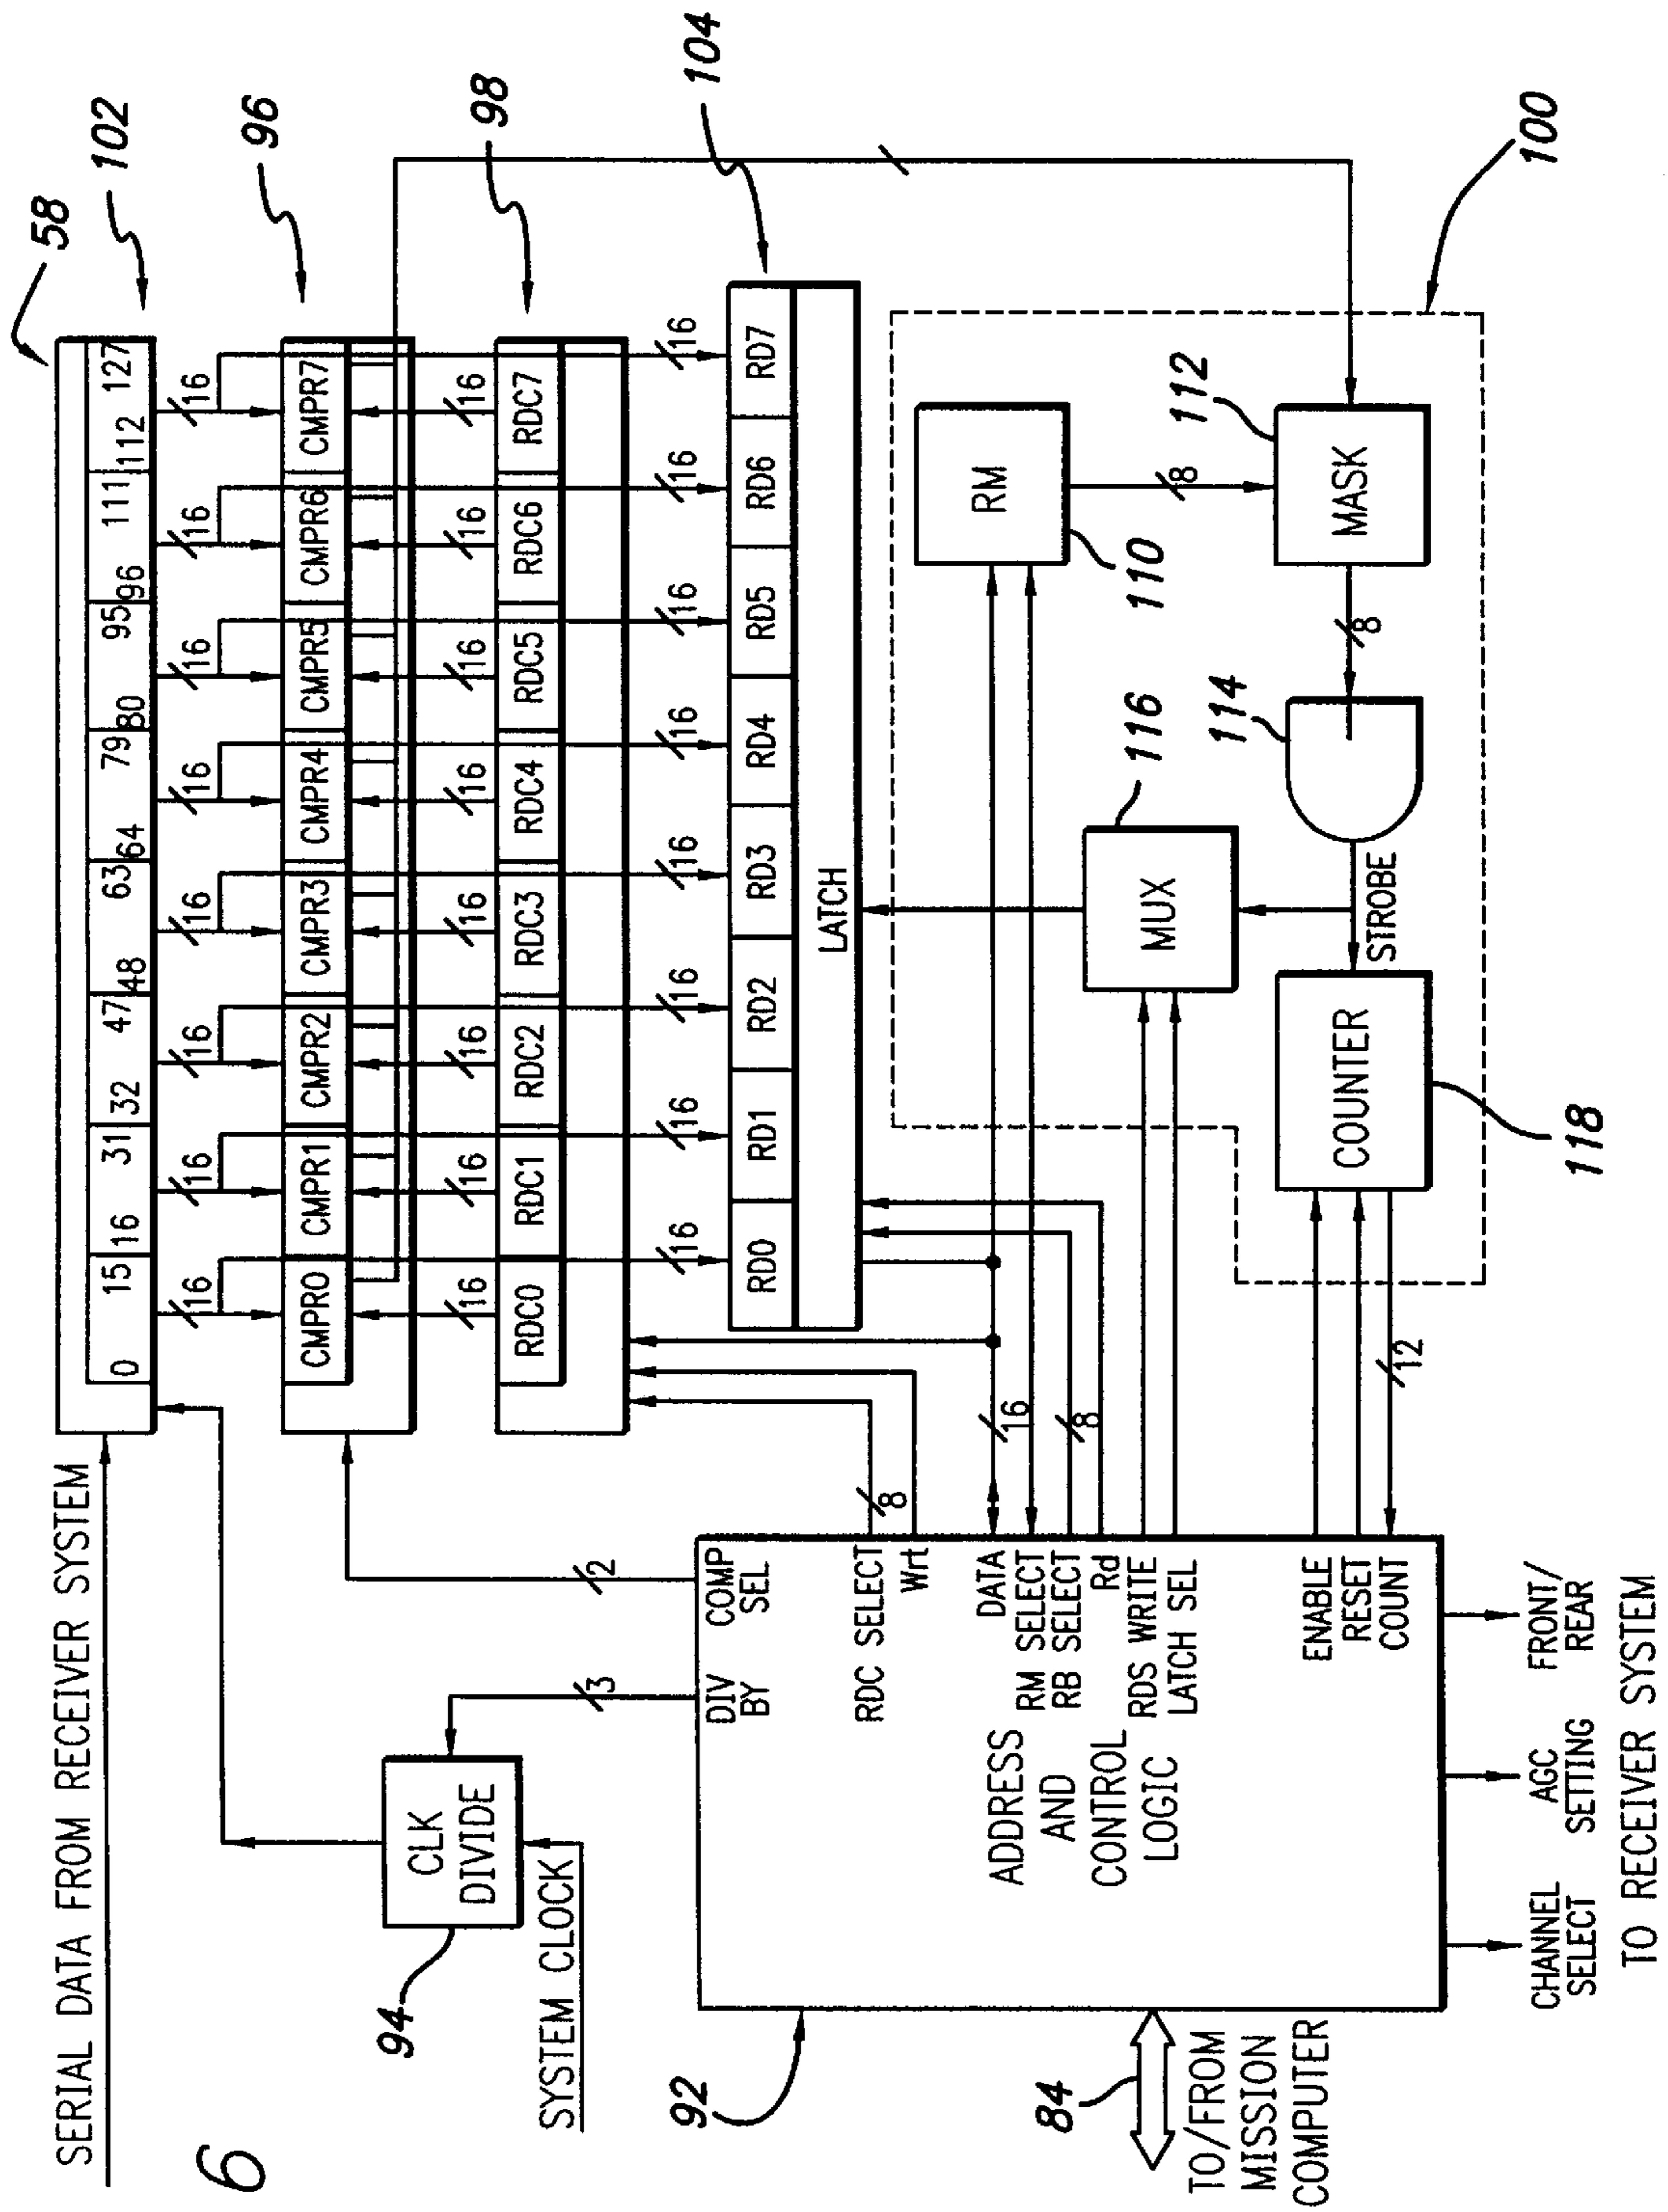 58
102
96
98
104
SERIAL DATA FROM RECEIVER SYSTEM
0 15 16 31 32 47 48 63 64 79 80 95 96 111 112 127
16 16 16 16 16 16 16 16
CMPR0 CMPR1 CMPR2 CMPR3 CMPR4 CMPR5 CMPR6 CMPR7
16 16 16 16 16 16 16 16
RDC0 RDC1 RDC2 RDC3 RDC4 RDC5 RDC6 RDC7
16 16 16 16 16 16 16 16
RD0 RD1 RD2 RD3 RD4 RD5 RD6 RD7
LATCH
6
94
CLK
DIVIDE
SYSTEM CLOCK
3
2
92
DIV
BY
COMP
SEL
RDC SELECT
8
Wrt
DATA
16
RM SELECT
RB SELECT
8
Rd
RDS WRITE
LATCH SEL
ADDRESS
AND
CONTROL
LOGIC
ENABLE
RESET
COUNT
12
84
TO/FROM
MISSION
COMPUTER
CHANNEL
SELECT
AGC
SETTING
FRONT/
REAR
TO RECEIVER SYSTEM
RM
110
8
MASK
112
8
114
MUX
116
STROBE
COUNTER
118
100